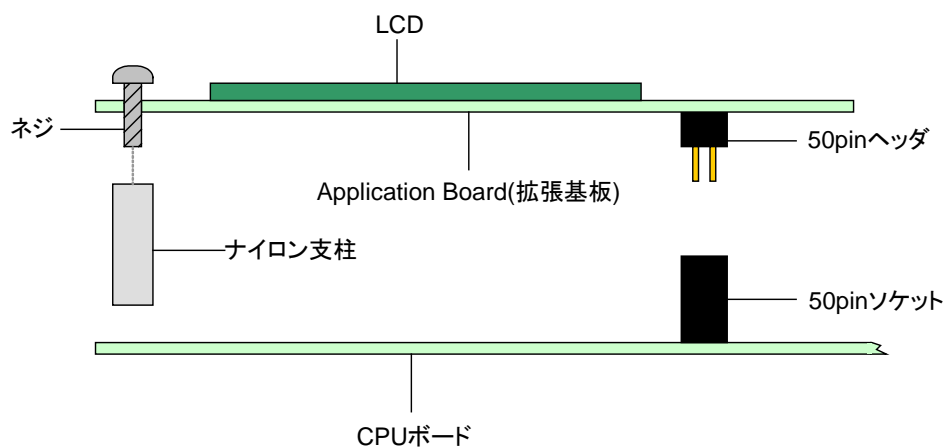 LCD
ネジ
50pinヘッダ
Application Board(拡張基板)
ナイロン支柱
50pinソケット
CPUボード